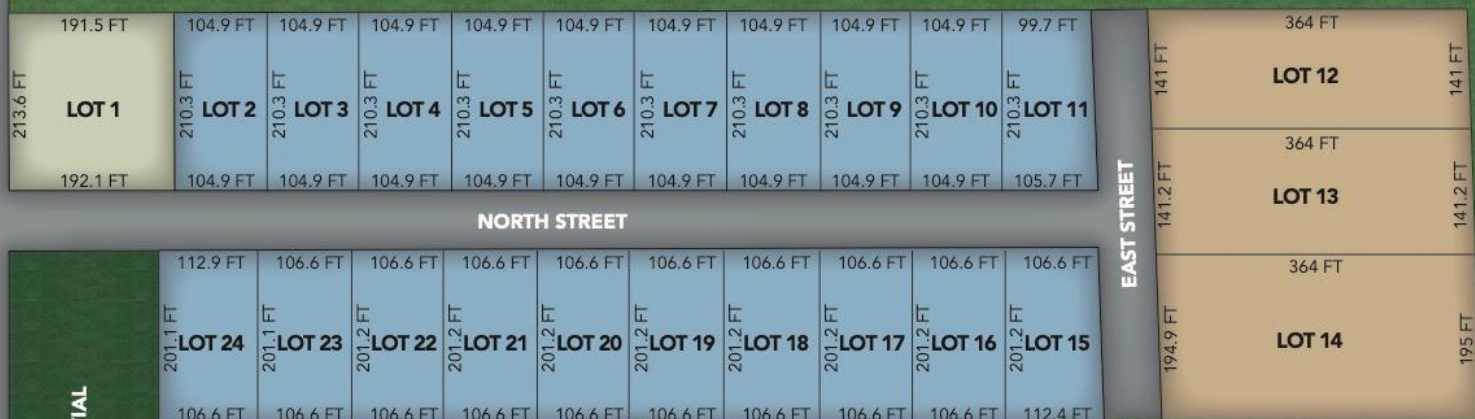 191.5 FT 104.9 FT 104.9 FT 104.9 FT 104.9 FT 104.9 FT 104.9 FT 104.9 FT 104.9 FT 104.9 FT 99.7 FT 364 FT
213.6 FT 210.3 FT 210.3 FT 210.3 FT 210.3 FT 210.3 FT 210.3 FT 210.3 FT 210.3 FT 210.3 FT 210.3 FT 141 FT 141 FT
LOT 12
LOT 1 LOT 2 LOT 3 LOT 4 LOT 5 LOT 6 LOT 7 LOT 8 LOT 9 LOT 10 LOT 11
364 FT
192.1 FT 104.9 FT 104.9 FT 104.9 FT 104.9 FT 104.9 FT 104.9 FT 104.9 FT 104.9 FT 104.9 FT 105.7 FT
141.2 FT LOT 13 141.2 FT
NORTH STREET
EAST STREET
112.9 FT 106.6 FT 106.6 FT 106.6 FT 106.6 FT 106.6 FT 106.6 FT 106.6 FT 106.6 FT 106.6 FT 364 FT
201.1 FT 201.1 FT 201.2 FT 201.2 FT 201.2 FT 201.2 FT 201.2 FT 201.2 FT 201.2 FT 201.2 FT 194.9 FT 195 FT
LOT 24 LOT 23 LOT 22 LOT 21 LOT 20 LOT 19 LOT 18 LOT 17 LOT 16 LOT 15 LOT 14
106.6 FT 106.6 FT 106.6 FT 106.6 FT 106.6 FT 106.6 FT 106.6 FT 106.6 FT 106.6 FT 112.4 FT